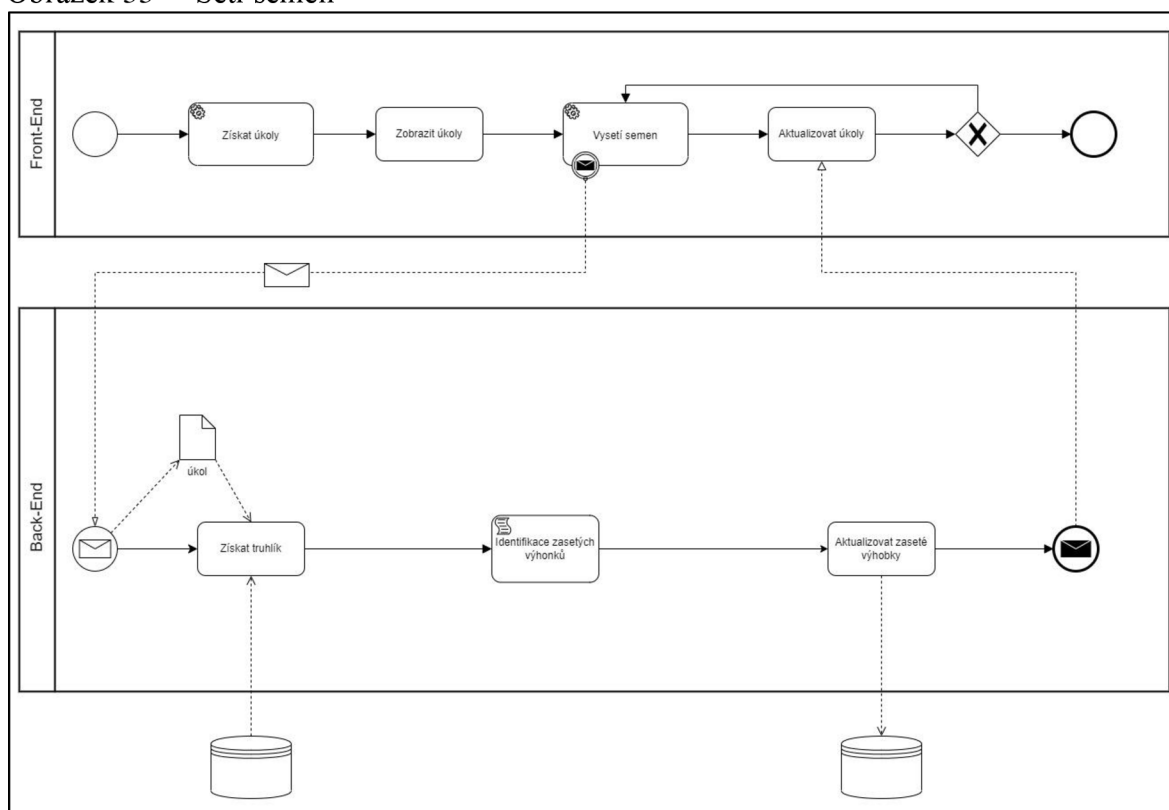 Front-End
Získat úkoly
Zobrazit úkoly
Vysetí semen
Aktualizovat úkoly
Back-End
úkol
Získat truhlík
Identifikace zasetých
výhonků
Aktualizovat zaseté
výhobky